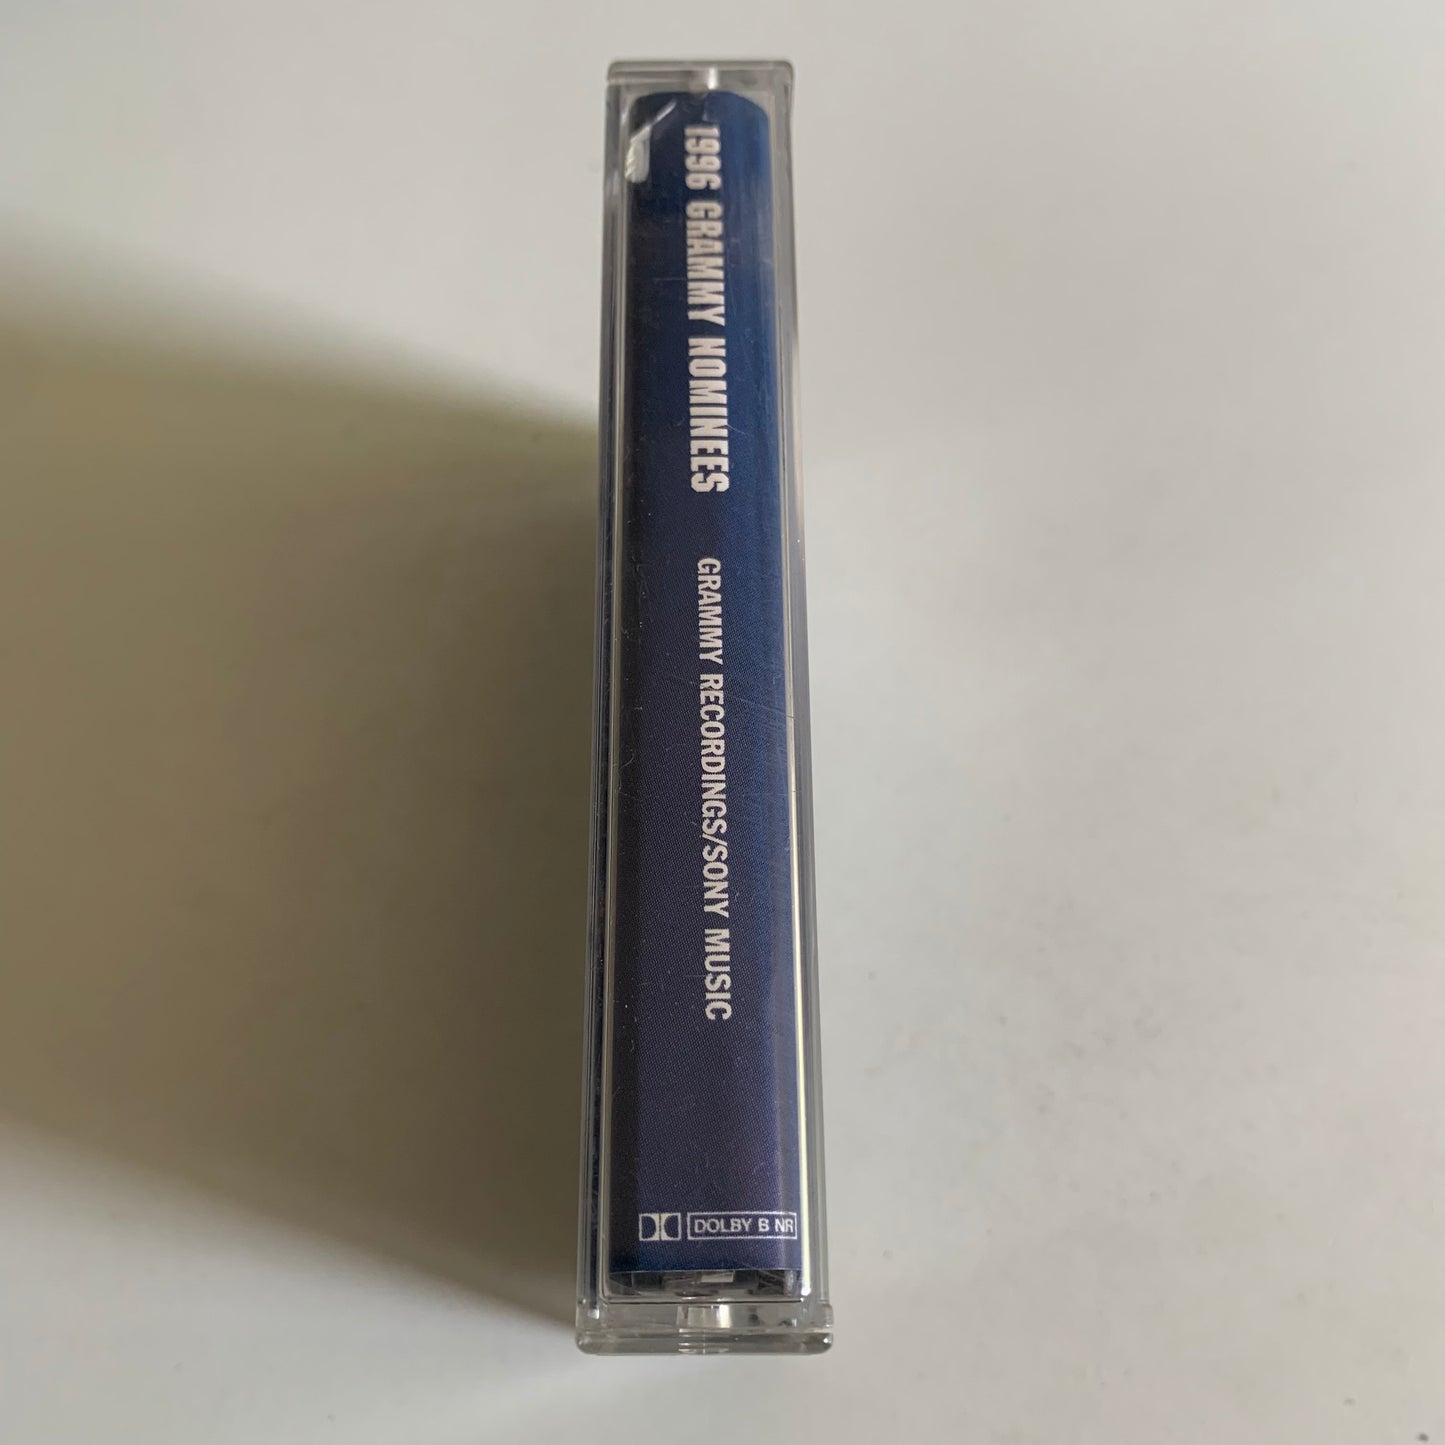 1996 GRAMMY NOMINEES
GRAMMY RECORDINGS/SONY MUSIC
DOLBY B NR